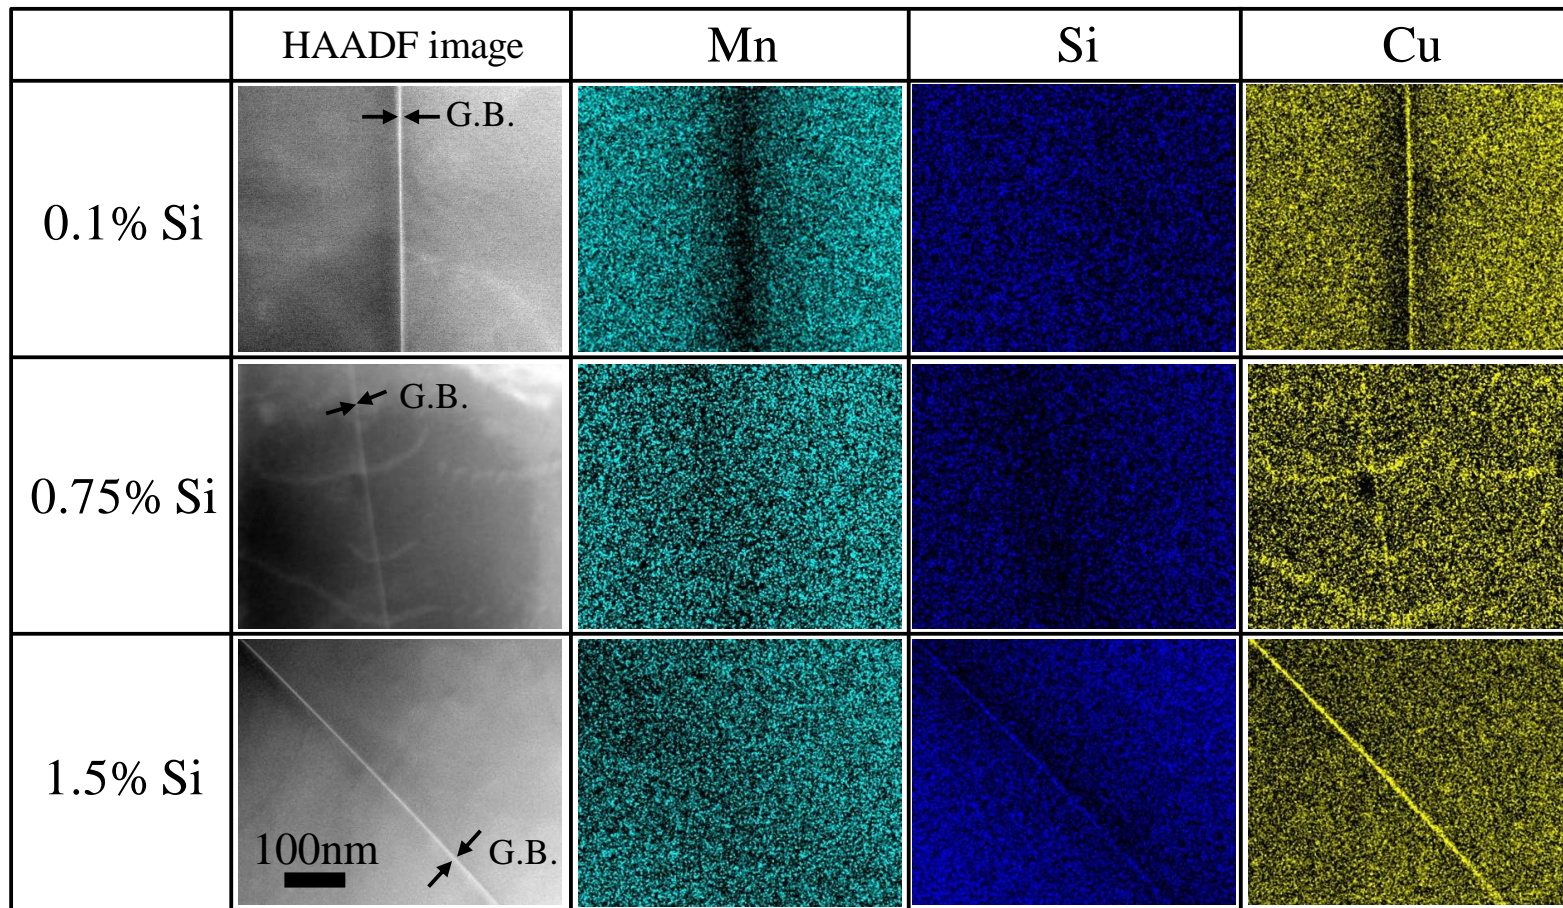 HAADF image Mn Si Cu
0.1% Si
G.B.
0.75% Si
G.B.
1.5% Si
100nm
G.B.